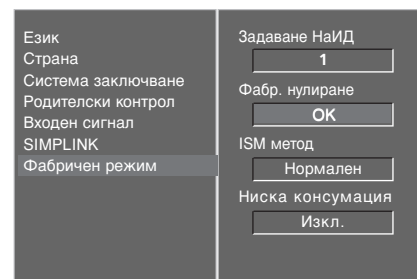 Език
Страна
Система заключване
Родителски контрол
Входен сигнал
SIMPLINK
Фабричен режим
Задаване НаИД
1
Фабр. нулиране
OK
ISM метод
Нормален
Ниска консумация
Изкл.